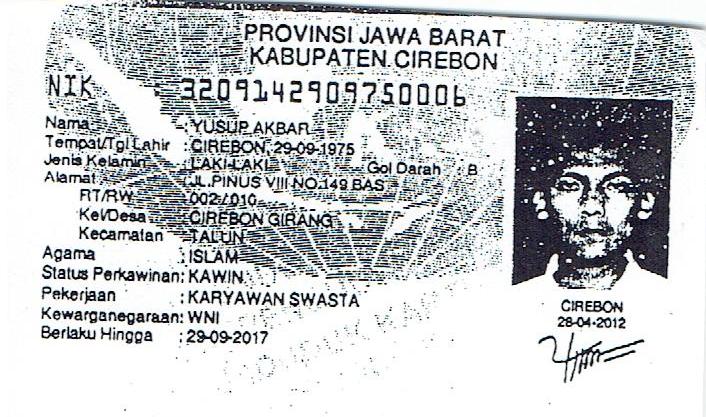 PROVINSI JAWA BARAT
KABUPATEN CIREBON
NIK : 3209142909750006
Nama : YUSUP AKBAR
Tempat/Tgl Lahir : CIREBON, 29-09-1975
Jenis Kelamin : LAKI-LAKI Gol Darah : B
Alamat : JL.PINUS VIII NO.149 BAS
RT/RW : 002 / 010
Kel/Desa : CIREBON GIRANG
Kecamatan : TALUN
Agama : ISLAM
Status Perkawinan: KAWIN
Pekerjaan : KARYAWAN SWASTA
Kewarganegaraan: WNI
Berlaku Hingga : 29-09-2017
CIREBON
28-04-2012